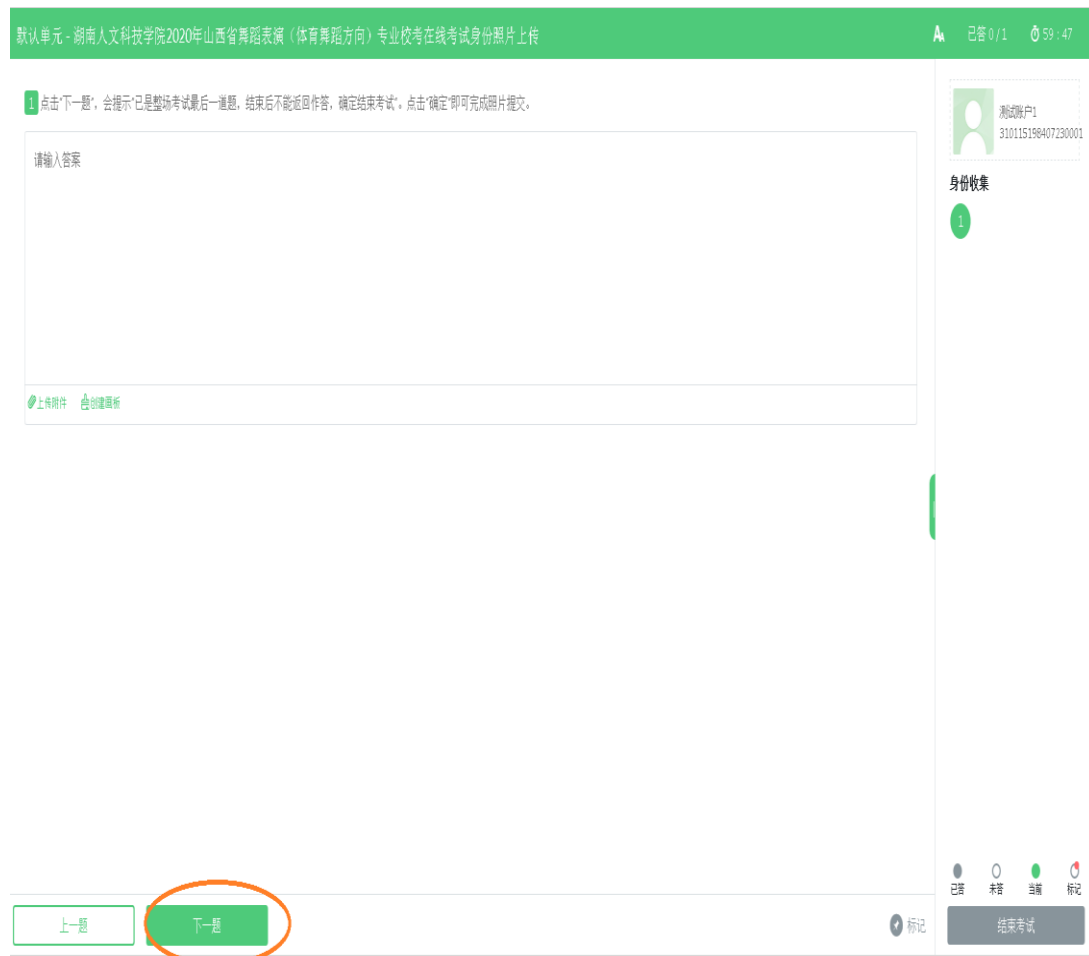 默认单元 - 湖南人文科技学院2020年山西省舞蹈表演（体育舞蹈方向）专业校考在线考试身份照片上传
AA 已答 0 / 1 59 : 47
1 点击“下一题”，会提示“已是整场考试最后一道题，结束后不能返回作答，确定结束考试”。点击“确定”即可完成照片提交。
请输入答案
上传附件 创建画板
测试账户1
310115198407230001
身份收集
1
已答 未答 当前 标记
上一题 下一题 标记 结束考试